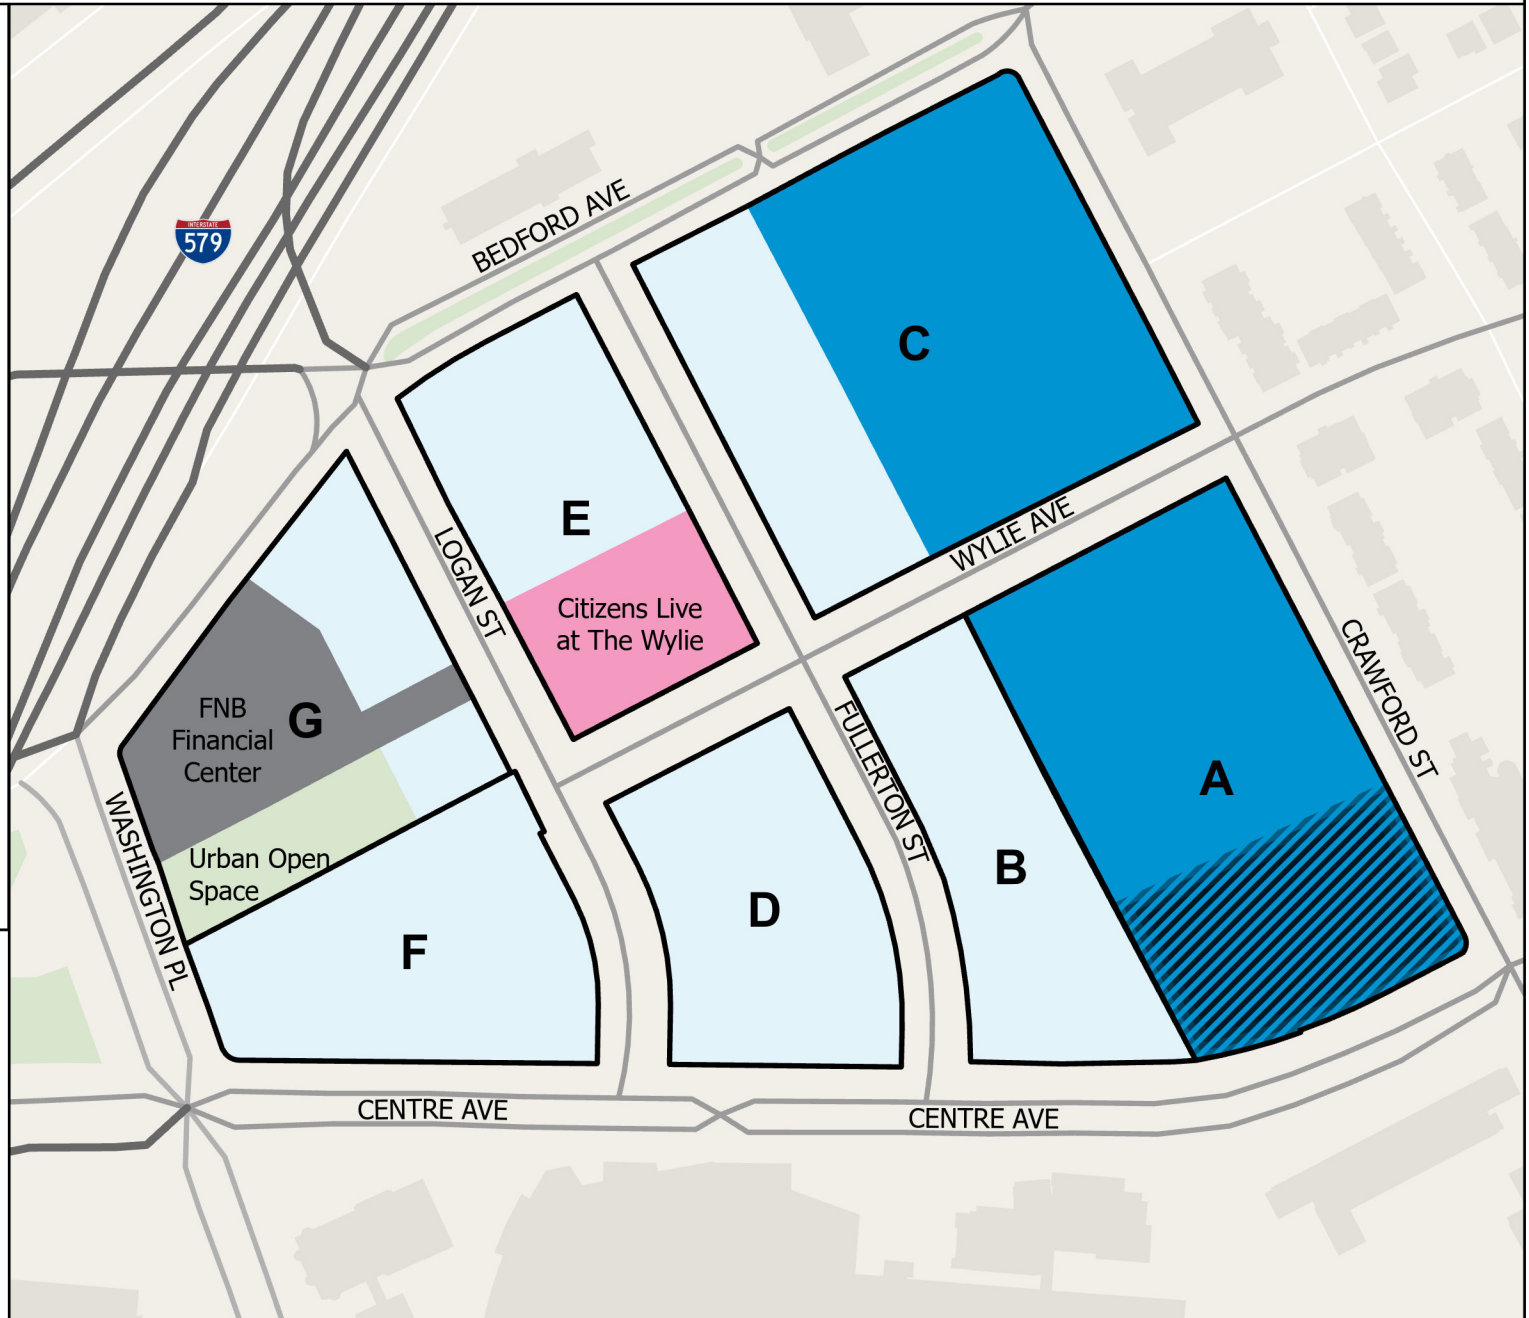 INTERSTATE
579
BEDFORD AVE
C
E
Citizens Live
at The Wylie
WYLIE AVE
LOGAN ST
FNB
Financial
Center
G
FULLERTON ST
CRAWFORD ST
A
WASHINGTON PL
Urban Open
Space
B
D
F
CENTRE AVE
CENTRE AVE